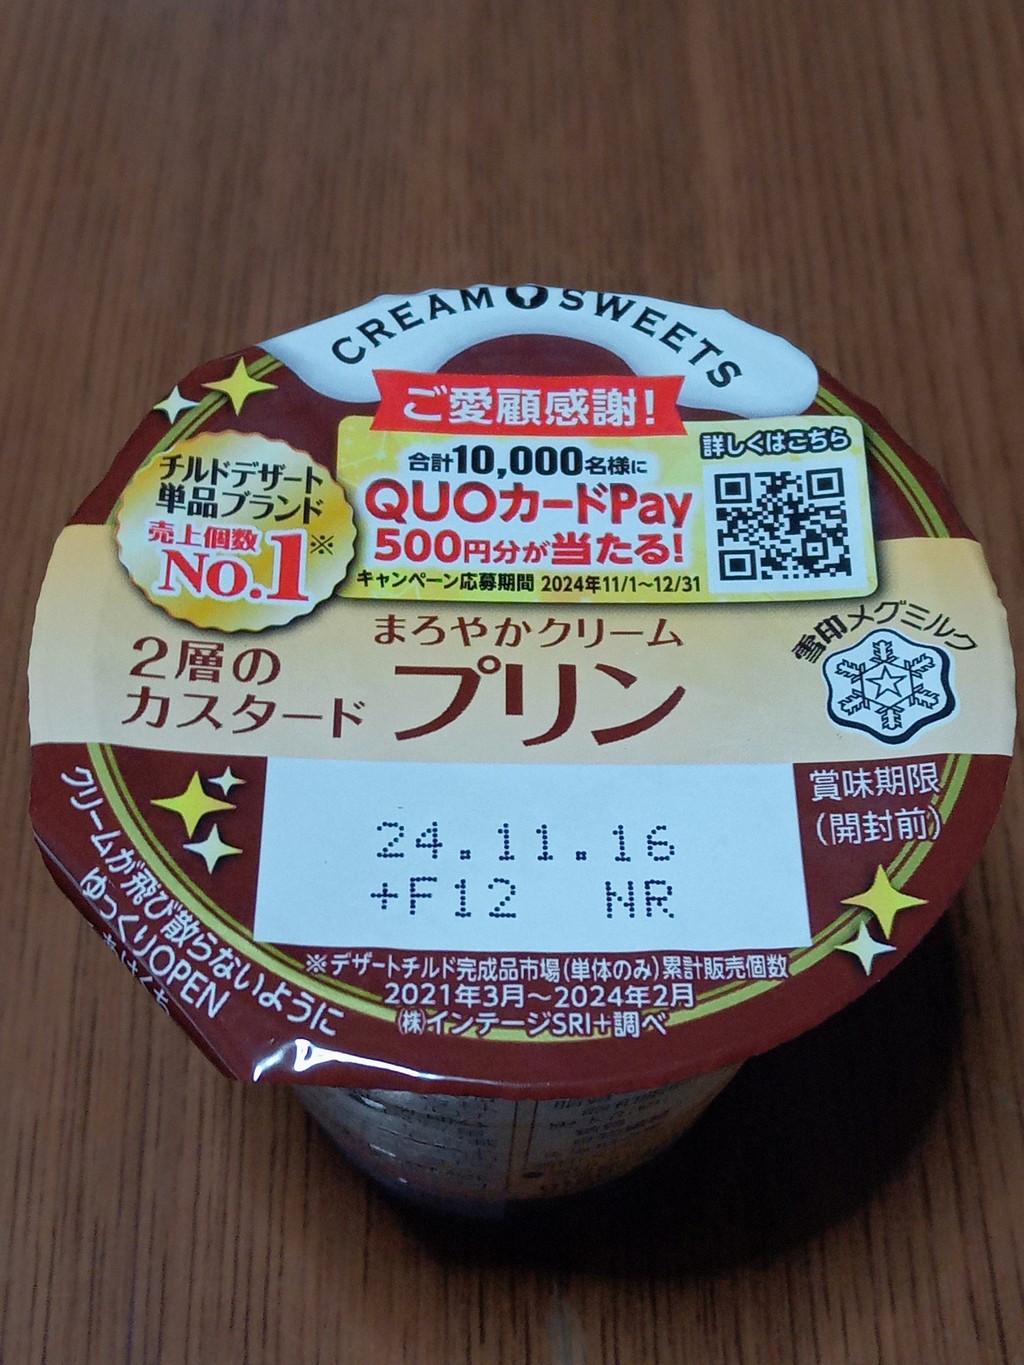 CREAM SWEETS
ご愛顧感謝!
詳しくはこちら
合計10,000名様に
QUOカードPay
500円分が当たる!
キャンペーン応募期間 2024年11/1～12/31
チルドデザート
単品ブランド
売上個数
No.1※
雪印メグミルク
まろやかクリーム
2層の
カスタード
プリン
賞味期限
(開封前)
24.11.16
+F12 NR
クリームが飛び散らないように
ゆっくりOPEN
※デザートチルド完成品市場(単体のみ)累計販売個数
2021年3月～2024年2月
㈱インテージSRI+調べ